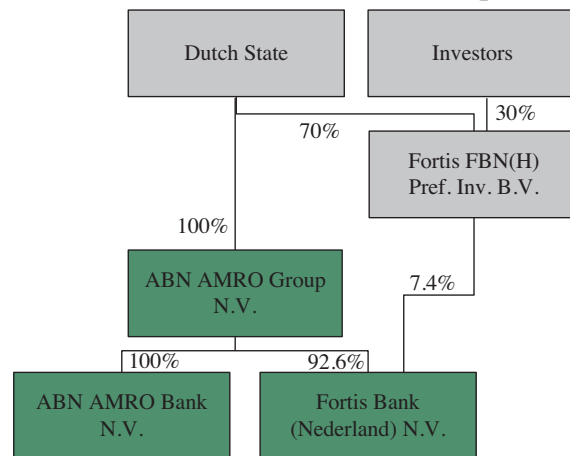 Dutch State
Investors
70%
30%
Fortis FBN(H)
Pref. Inv. B.V.
100%
ABN AMRO Group
N.V.
7.4%
100%
92.6%
ABN AMRO Bank
N.V.
Fortis Bank
(Nederland) N.V.